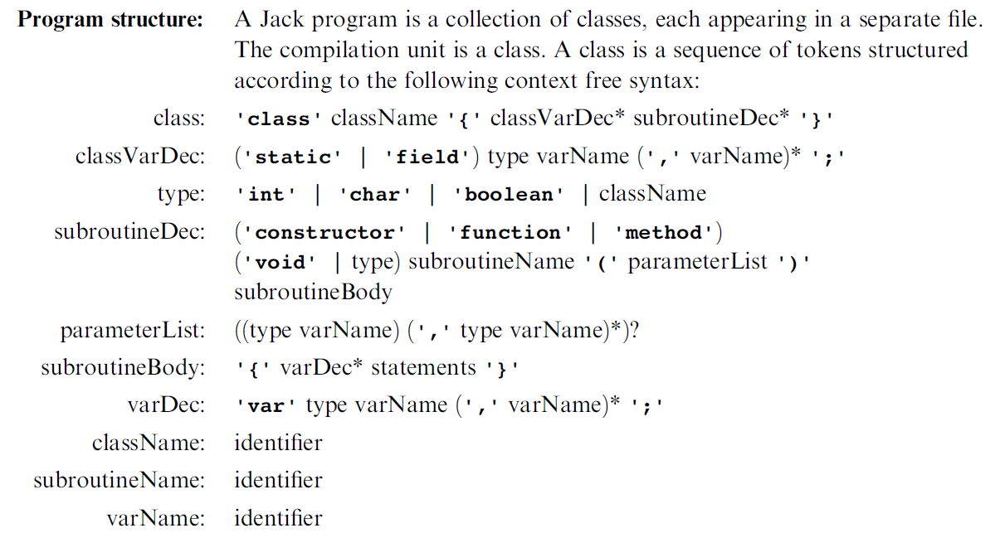 Program structure: A Jack program is a collection of classes, each appearing in a separate file.
The compilation unit is a class. A class is a sequence of tokens structured
according to the following context free syntax:
class: 'class' className '{' classVarDec* subroutineDec* '}'
classVarDec: ('static' | 'field') type varName (',' varName)* ';'
type: 'int' | 'char' | 'boolean' | className
subroutineDec: ('constructor' | 'function' | 'method')
('void' | type) subroutineName '(' parameterList ')'
subroutineBody
parameterList: ((type varName) (',' type varName)*)?
subroutineBody: '{' varDec* statements '}'
varDec: 'var' type varName (',' varName)* ';'
className: identifier
subroutineName: identifier
varName: identifier